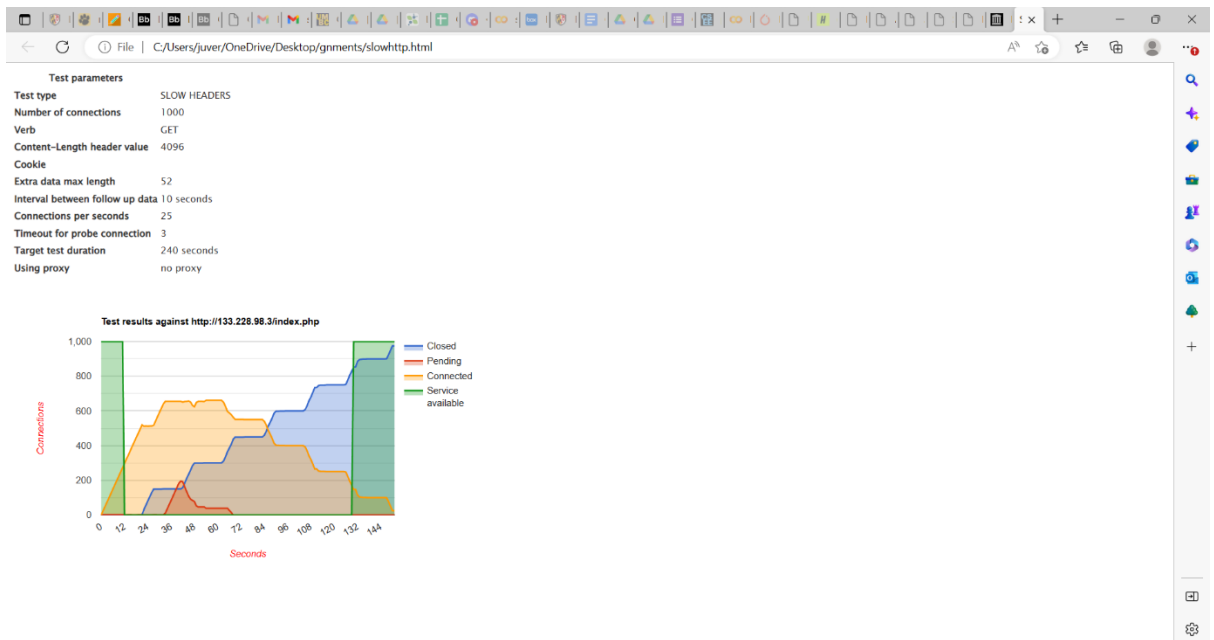 Bb
Bb
Bb
File | C:/Users/juver/OneDrive/Desktop/gnments/slowhttp.html
Test parameters
Test type SLOW HEADERS
Number of connections 1000
Verb GET
Content-Length header value 4096
Cookie
Extra data max length 52
Interval between follow up data 10 seconds
Connections per seconds 25
Timeout for probe connection 3
Target test duration 240 seconds
Using proxy no proxy
Test results against http://133.228.98.3/index.php
1,000
800
600
400
200
0
Connections
0 12 24 36 48 60 72 84 96 108 120 132 144
Seconds
Closed
Pending
Connected
Service
available